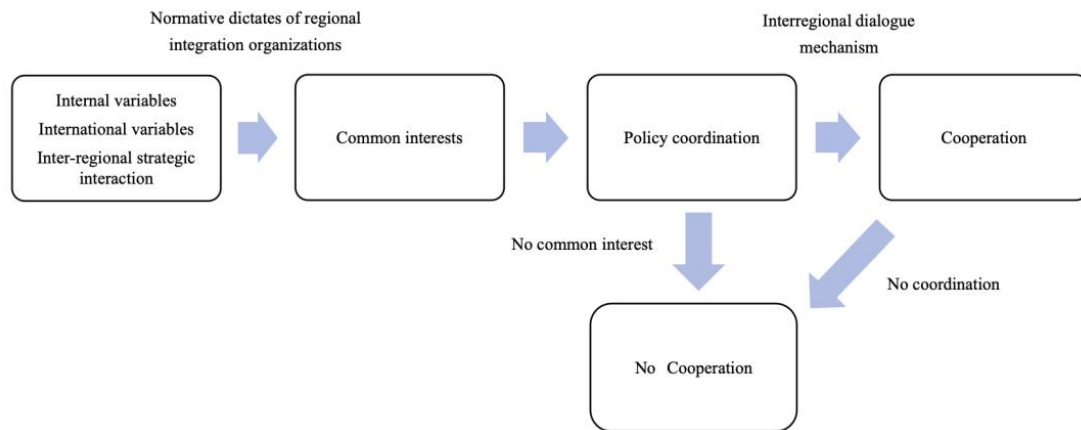 Normative dictates of regional
integration organizations
Interregional dialogue
mechanism
Internal variables
International variables
Inter-regional strategic
interaction
Common interests
Policy coordination
Cooperation
No common interest
No coordination
No Cooperation